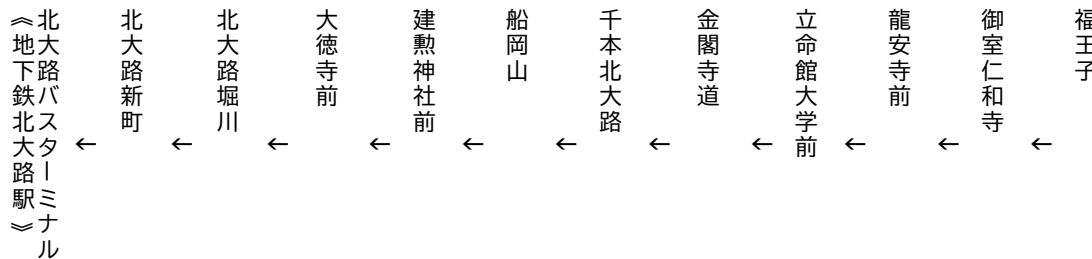 福王子
←
御室仁和寺
←
龍安寺前
←
立命館大学前
←
金閣寺道
←
千本北大路
←
船岡山
←
建勲神社前
←
大徳寺前
←
北大路堀川
←
北大路新町
←
北大路バスターミナル
《地下鉄北大路駅》